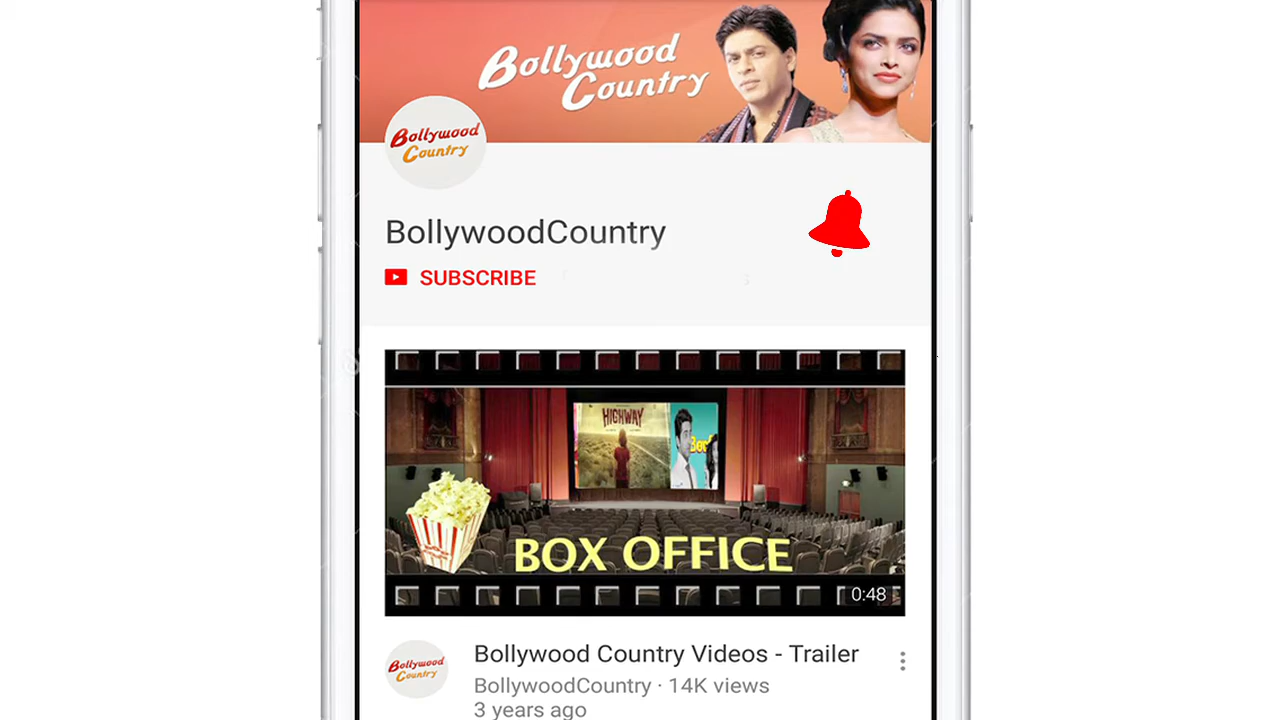 Bollywood
Country
Bollywood
Country
BollywoodCountry
SUBSCRIBE
HIGHWAY
BOX OFFICE
0:48
Bollywood
Country
Bollywood Country Videos - Trailer
BollywoodCountry · 14K views
3 years ago